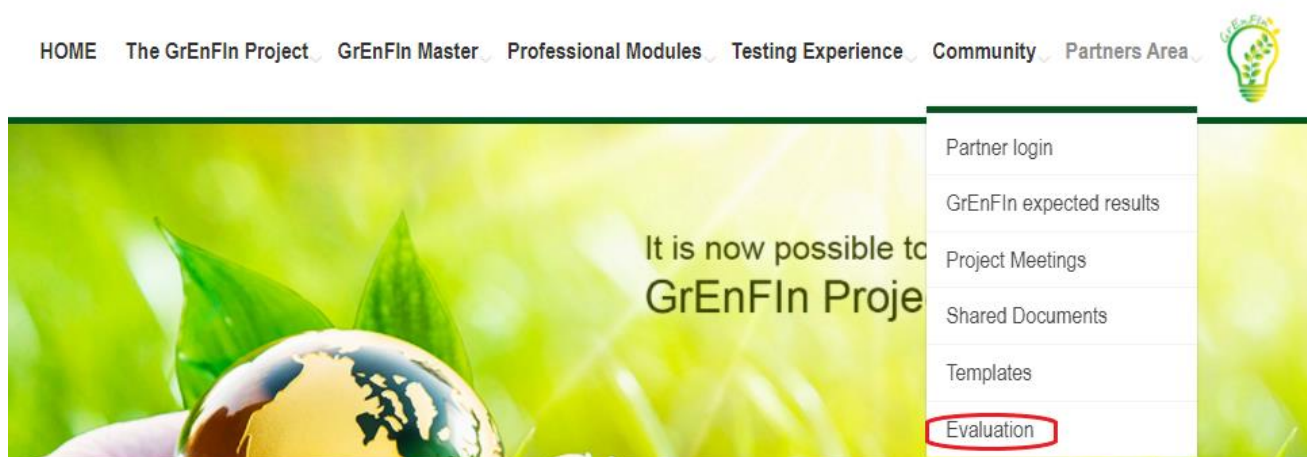 HOME The GrEnFIn Project GrEnFIn Master Professional Modules Testing Experience Community Partners Area
GrEnFIn
Partner login
GrEnFIn expected results
Project Meetings
Shared Documents
Templates
Evaluation
It is now possible to
GrEnFIn Proje